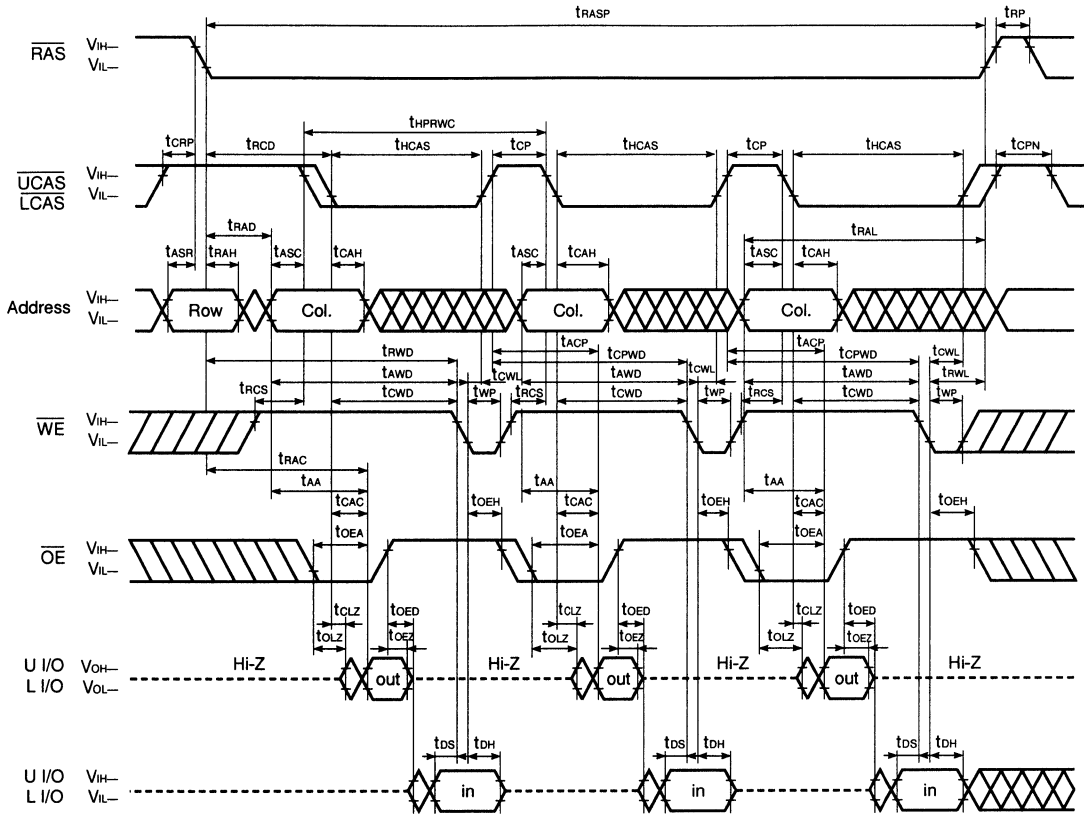 tRASP tRP
RAS VIH VIL
tHPRWC
tCRP tRCD tHCAS tCP tHCAS tCP tHCAS tCPN
UCAS VIH
LCAS VIL
tRAD tRAL
tASR tRAH tASC tCAH tASC tCAH tASC tCAH
Address VIH VIL Row Col. Col. Col.
tACP tACP
tRWD tCPWD tCPWD tCWL
tAWD tCWL tAWD tCWL tAWD tRWL
tRCS tCWD tWP tRCS tCWD tWP tRCS tCWD tWP
WE VIH VIL
tRAC
tAA tAA tAA
tCAC tOEH tCAC tOEH tCAC tOEH
tOEA tOEA tOEA
OE VIH VIL
tCLZ tOED tCLZ tOED tCLZ tOED
tOLZ tOEZ tOLZ tOEZ tOLZ tOEZ
Hi-Z Hi-Z Hi-Z Hi-Z
U I/O VOH
L I/O VOL
out out out
tDS tDH tDS tDH tDS tDH
U I/O VIH
L I/O VIL
in in in